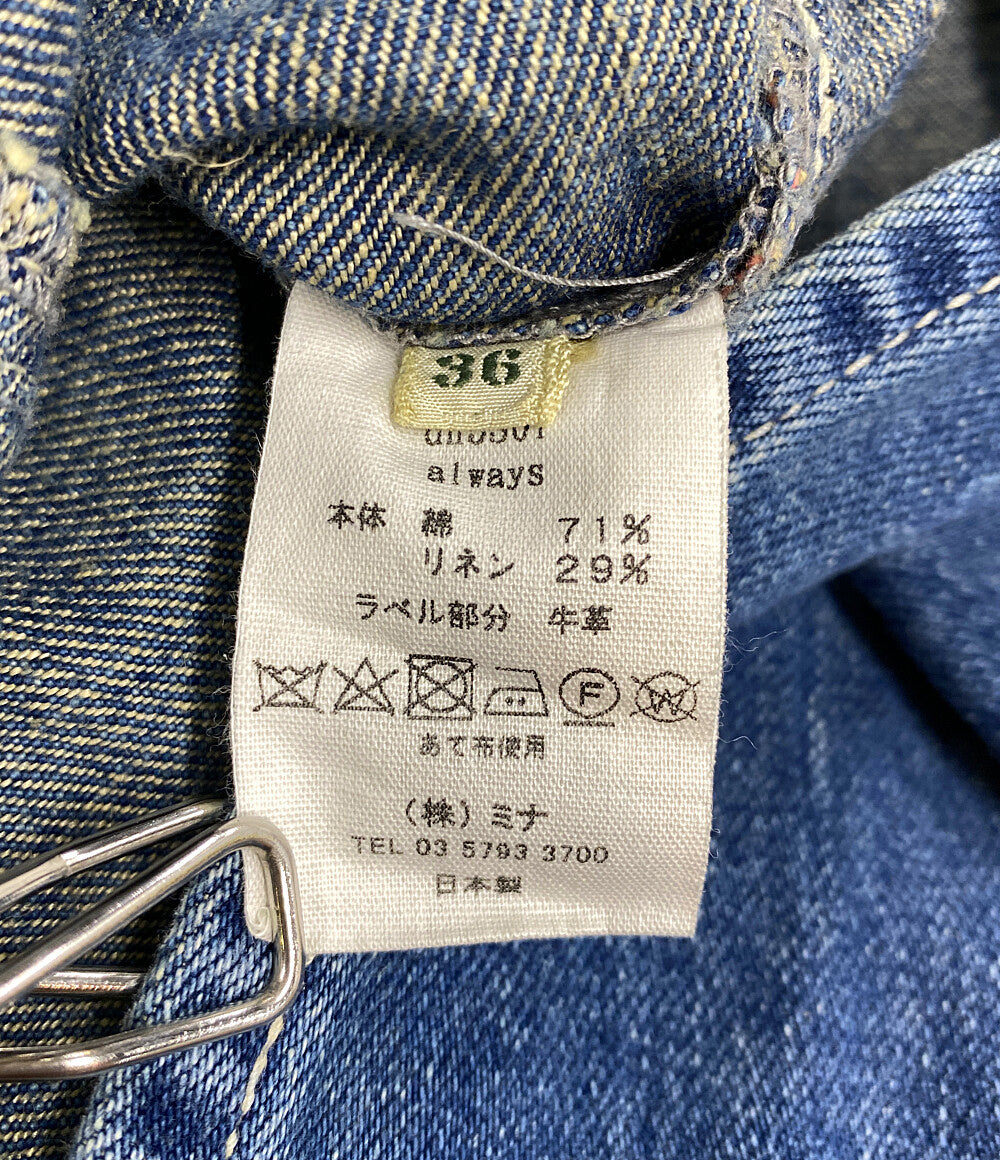 36
alwayS
本体 綿 71%
リネン 29%
ラベル部分 牛革
F W
あて布使用
(株)ミナ
TEL 03 5793 3700
日本製